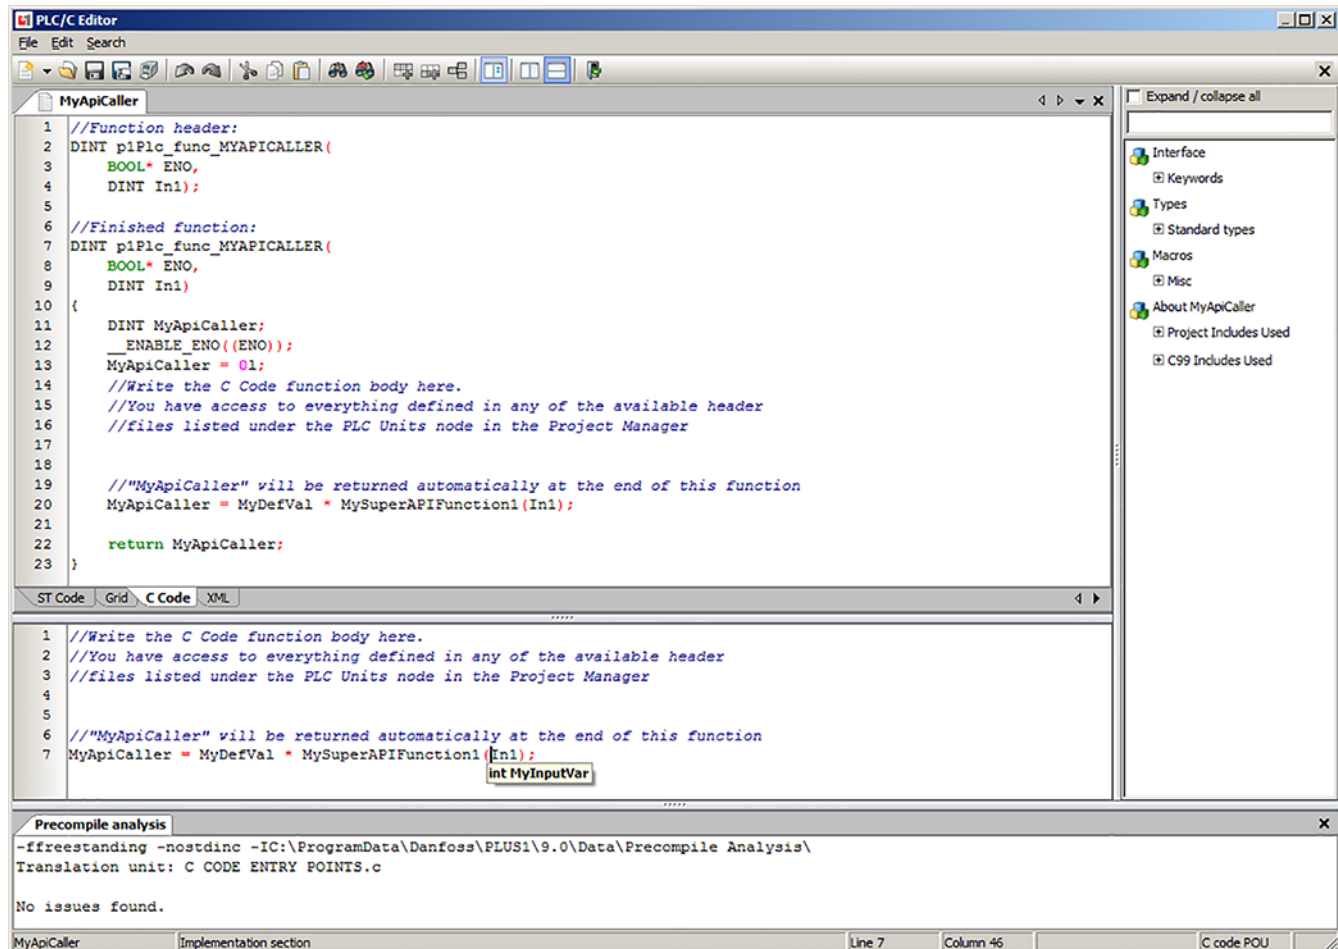 PLC/C Editor
File Edit Search
MyApiCaller
1 //Function header:
2 DINT p1Plc_func_MYAPICALLER(
3 BOOL* ENO,
4 DINT In1);
5
6 //Finished function:
7 DINT p1Plc_func_MYAPICALLER(
8 BOOL* ENO,
9 DINT In1)
10 {
11 DINT MyApiCaller;
12 __ENABLE_ENO((ENO));
13 MyApiCaller = 0l;
14 //Write the C Code function body here.
15 //You have access to everything defined in any of the available header
16 //files listed under the PLC Units node in the Project Manager
17
18
19 //"MyApiCaller" will be returned automatically at the end of this function
20 MyApiCaller = MyDefVal * MySuperAPIFunction1(In1);
21
22 return MyApiCaller;
23 }
ST Code Grid C Code XML
1 //Write the C Code function body here.
2 //You have access to everything defined in any of the available header
3 //files listed under the PLC Units node in the Project Manager
4
5
6 //"MyApiCaller" will be returned automatically at the end of this function
7 MyApiCaller = MyDefVal * MySuperAPIFunction1(In1);
int MyInputVar
Expand / collapse all
Interface
Keywords
Types
Standard types
Macros
Misc
About MyApiCaller
Project Includes Used
C99 Includes Used
Precompile analysis
-ffreestanding -nostdinc -IC:\ProgramData\Danfoss\PLUS1\9.0\Data\Precompile Analysis\
Translation unit: C CODE ENTRY POINTS.c
No issues found.
MyApiCaller Implementation section Line 7 Column 46 C code POU